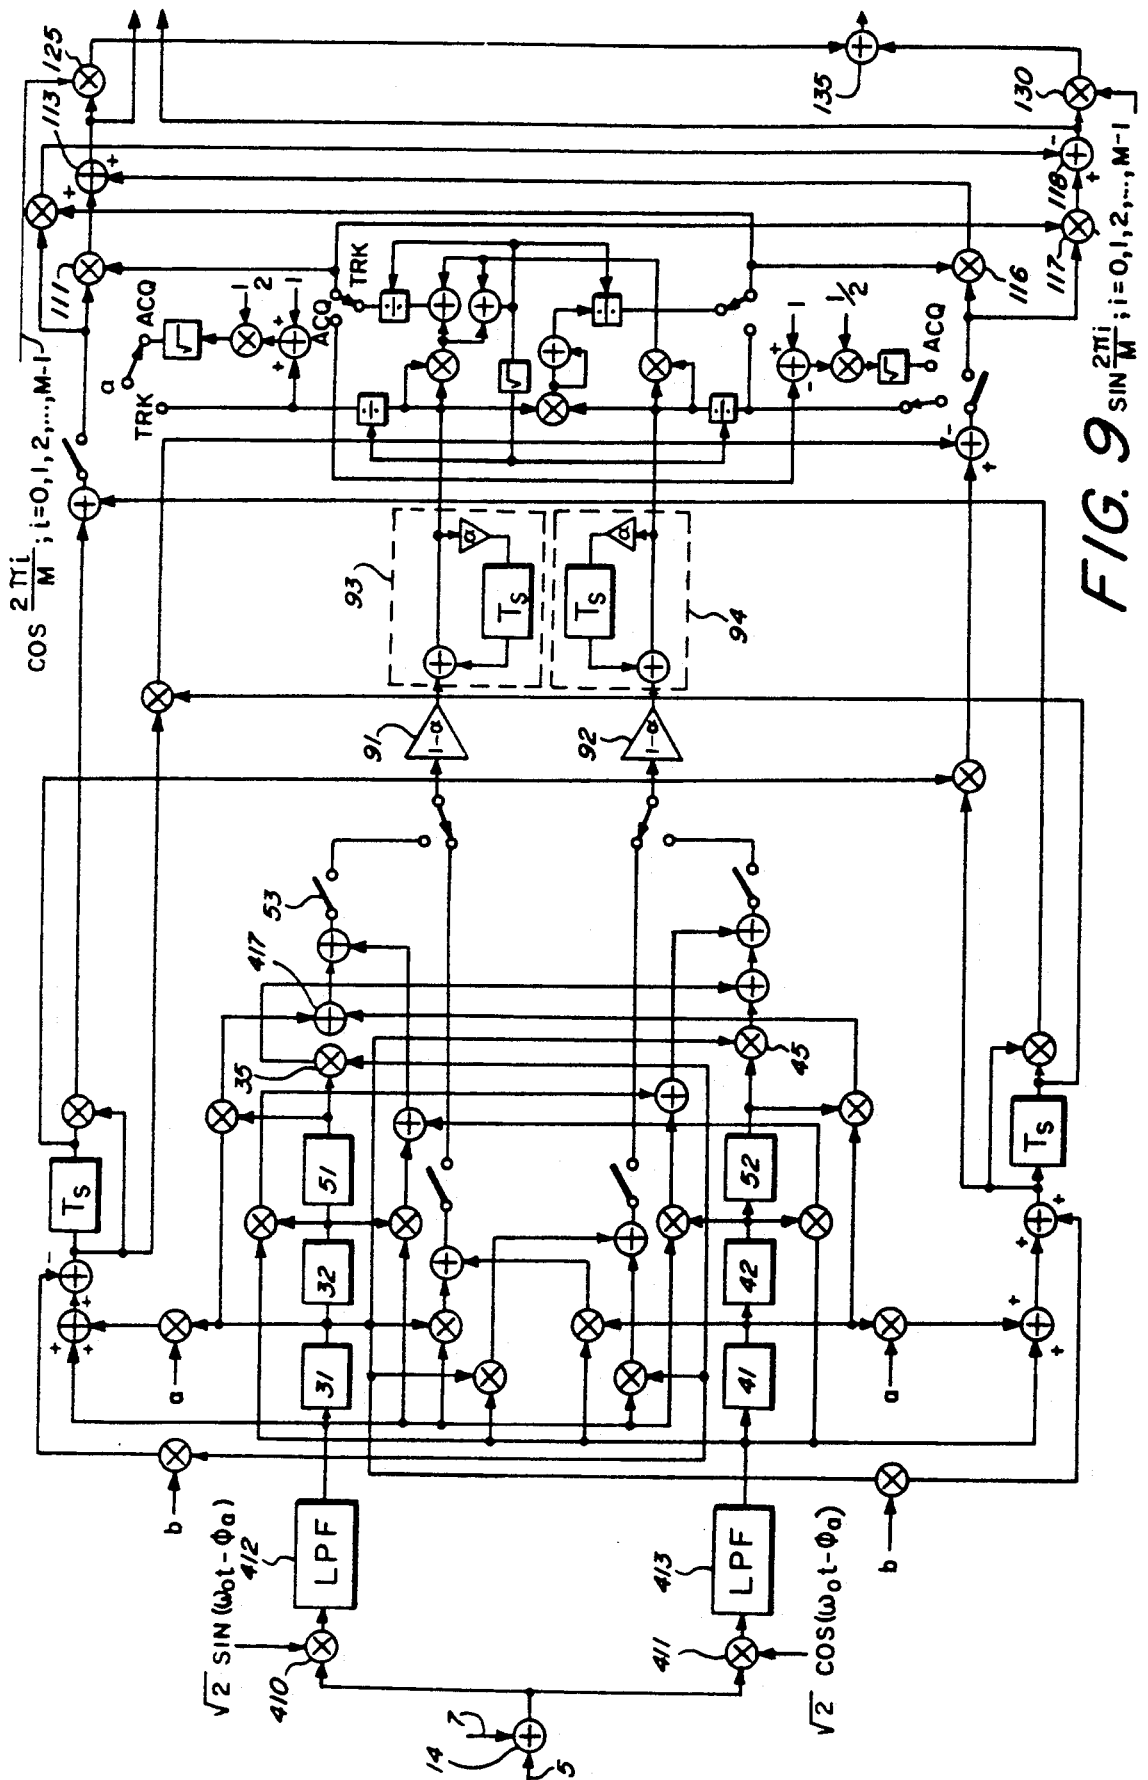 COS 2πi/M ; i=0,1,2,...,M-1
125
113
111
TRK
a
ACQ
√
1
2
1
ACQ
TRK
135
130
118
117
116
SIN 2πi/M ; i=0,1,2,...,M-1
1
1/2
√
ACQ
√
93
α
Ts
Ts
α
94
91
1-α
92
1-α
53
417
35
45
Ts
51
32
31
52
42
41
Ts
a
a
b
b
√2 SIN (ω₀t-Φa)
412
LPF
410
413
LPF
411
√2 COS(ω₀t-Φa)
7
14
5
FIG. 9